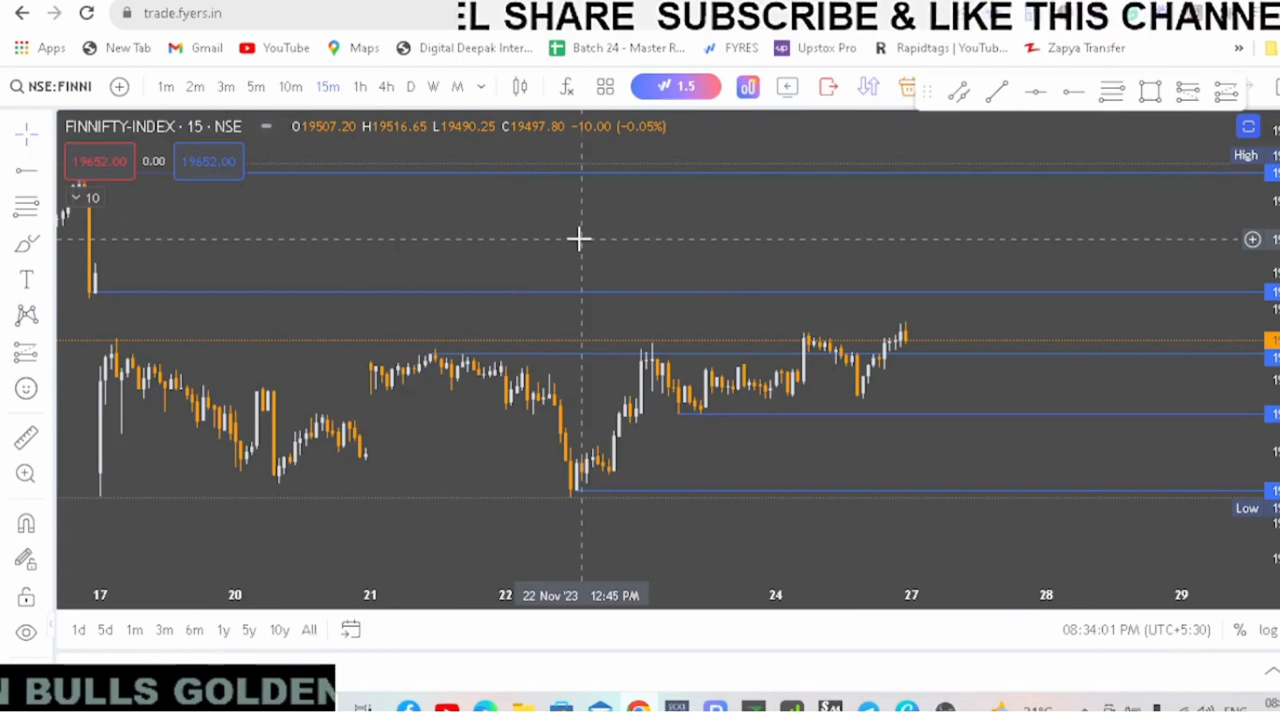 trade.fyers.in
EL SHARE SUBSCRIBE & LIKE THIS CHANNE
Apps New Tab Gmail YouTube Maps Digital Deepak Inter... Batch 24 - Master R... FYRES Upstox Pro Rapidtags | YouTub... Zapya Transfer »
NSE:FINNI 1m 2m 3m 5m 10m 15m 1h 4h D W M 1.5
FINNIFTY-INDEX · 15 · NSE O19507.20 H19516.65 L19490.25 C19497.80 −10.00 (−0.05%)
19652.00 0.00 19652.00
High
10
Low
17 20 21 22 22 Nov '23 12:45 PM 24 27 28 29
1d 5d 1m 3m 6m 1y 5y 10y All 08:34:01 PM (UTC+5:30) % log
N BULLS GOLDEN